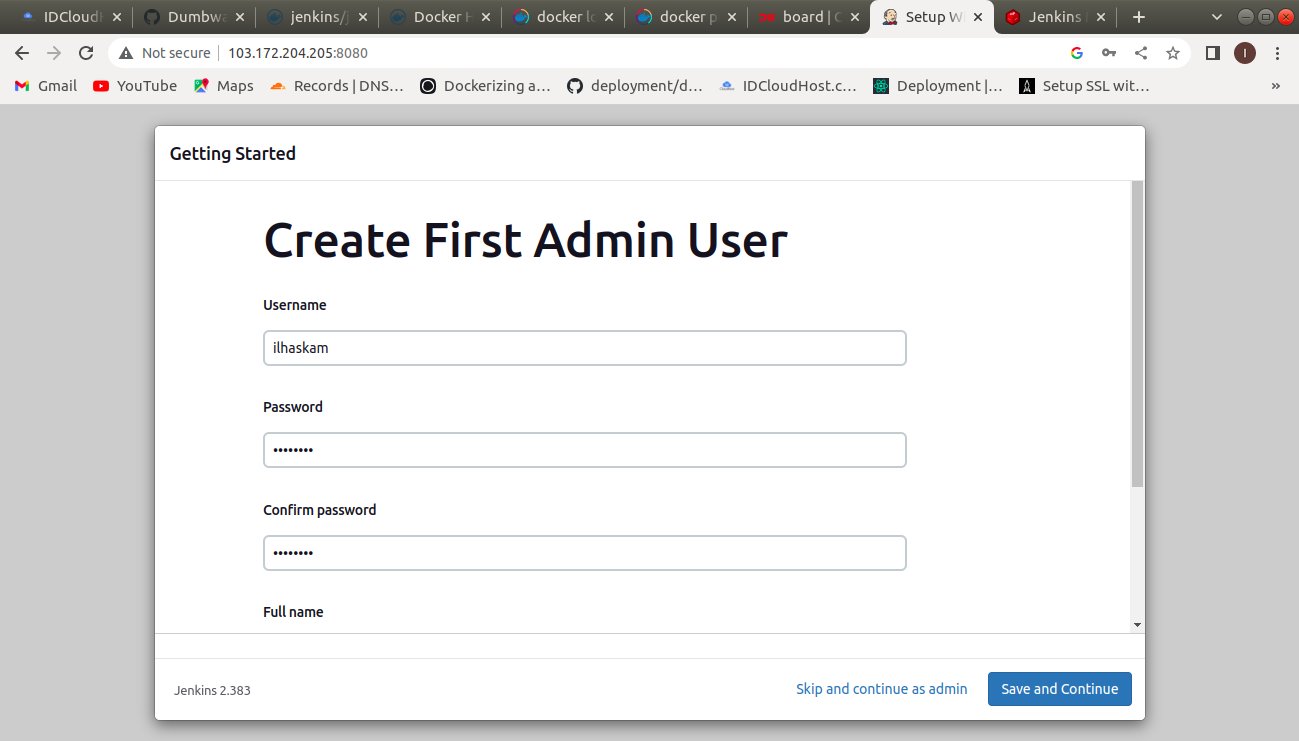 IDCloudH
Dumbwa
jenkins/j
Docker H
docker lo
docker p
board | C
Setup W
Jenkins
Not secure
103.172.204.205:8080
I
Gmail
YouTube
Maps
Records | DNS...
Dockerizing a...
deployment/d...
IDCloudHost.c...
Deployment |...
Setup SSL wit...
»
Getting Started
Create First Admin User
Username
ilhaskam
Password
••••••••
Confirm password
••••••••
Full name
Jenkins 2.383
Skip and continue as admin
Save and Continue